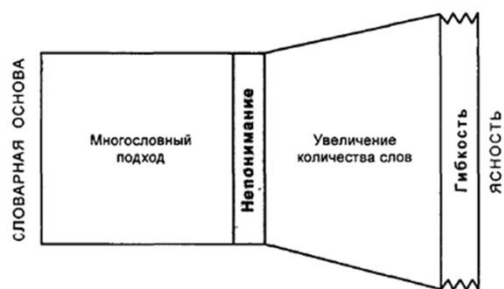 СЛОВАРНАЯ ОСНОВА
Многословный
подход
Непонимание
Увеличение
количества слов
Гибкость
ЯСНОСТЬ